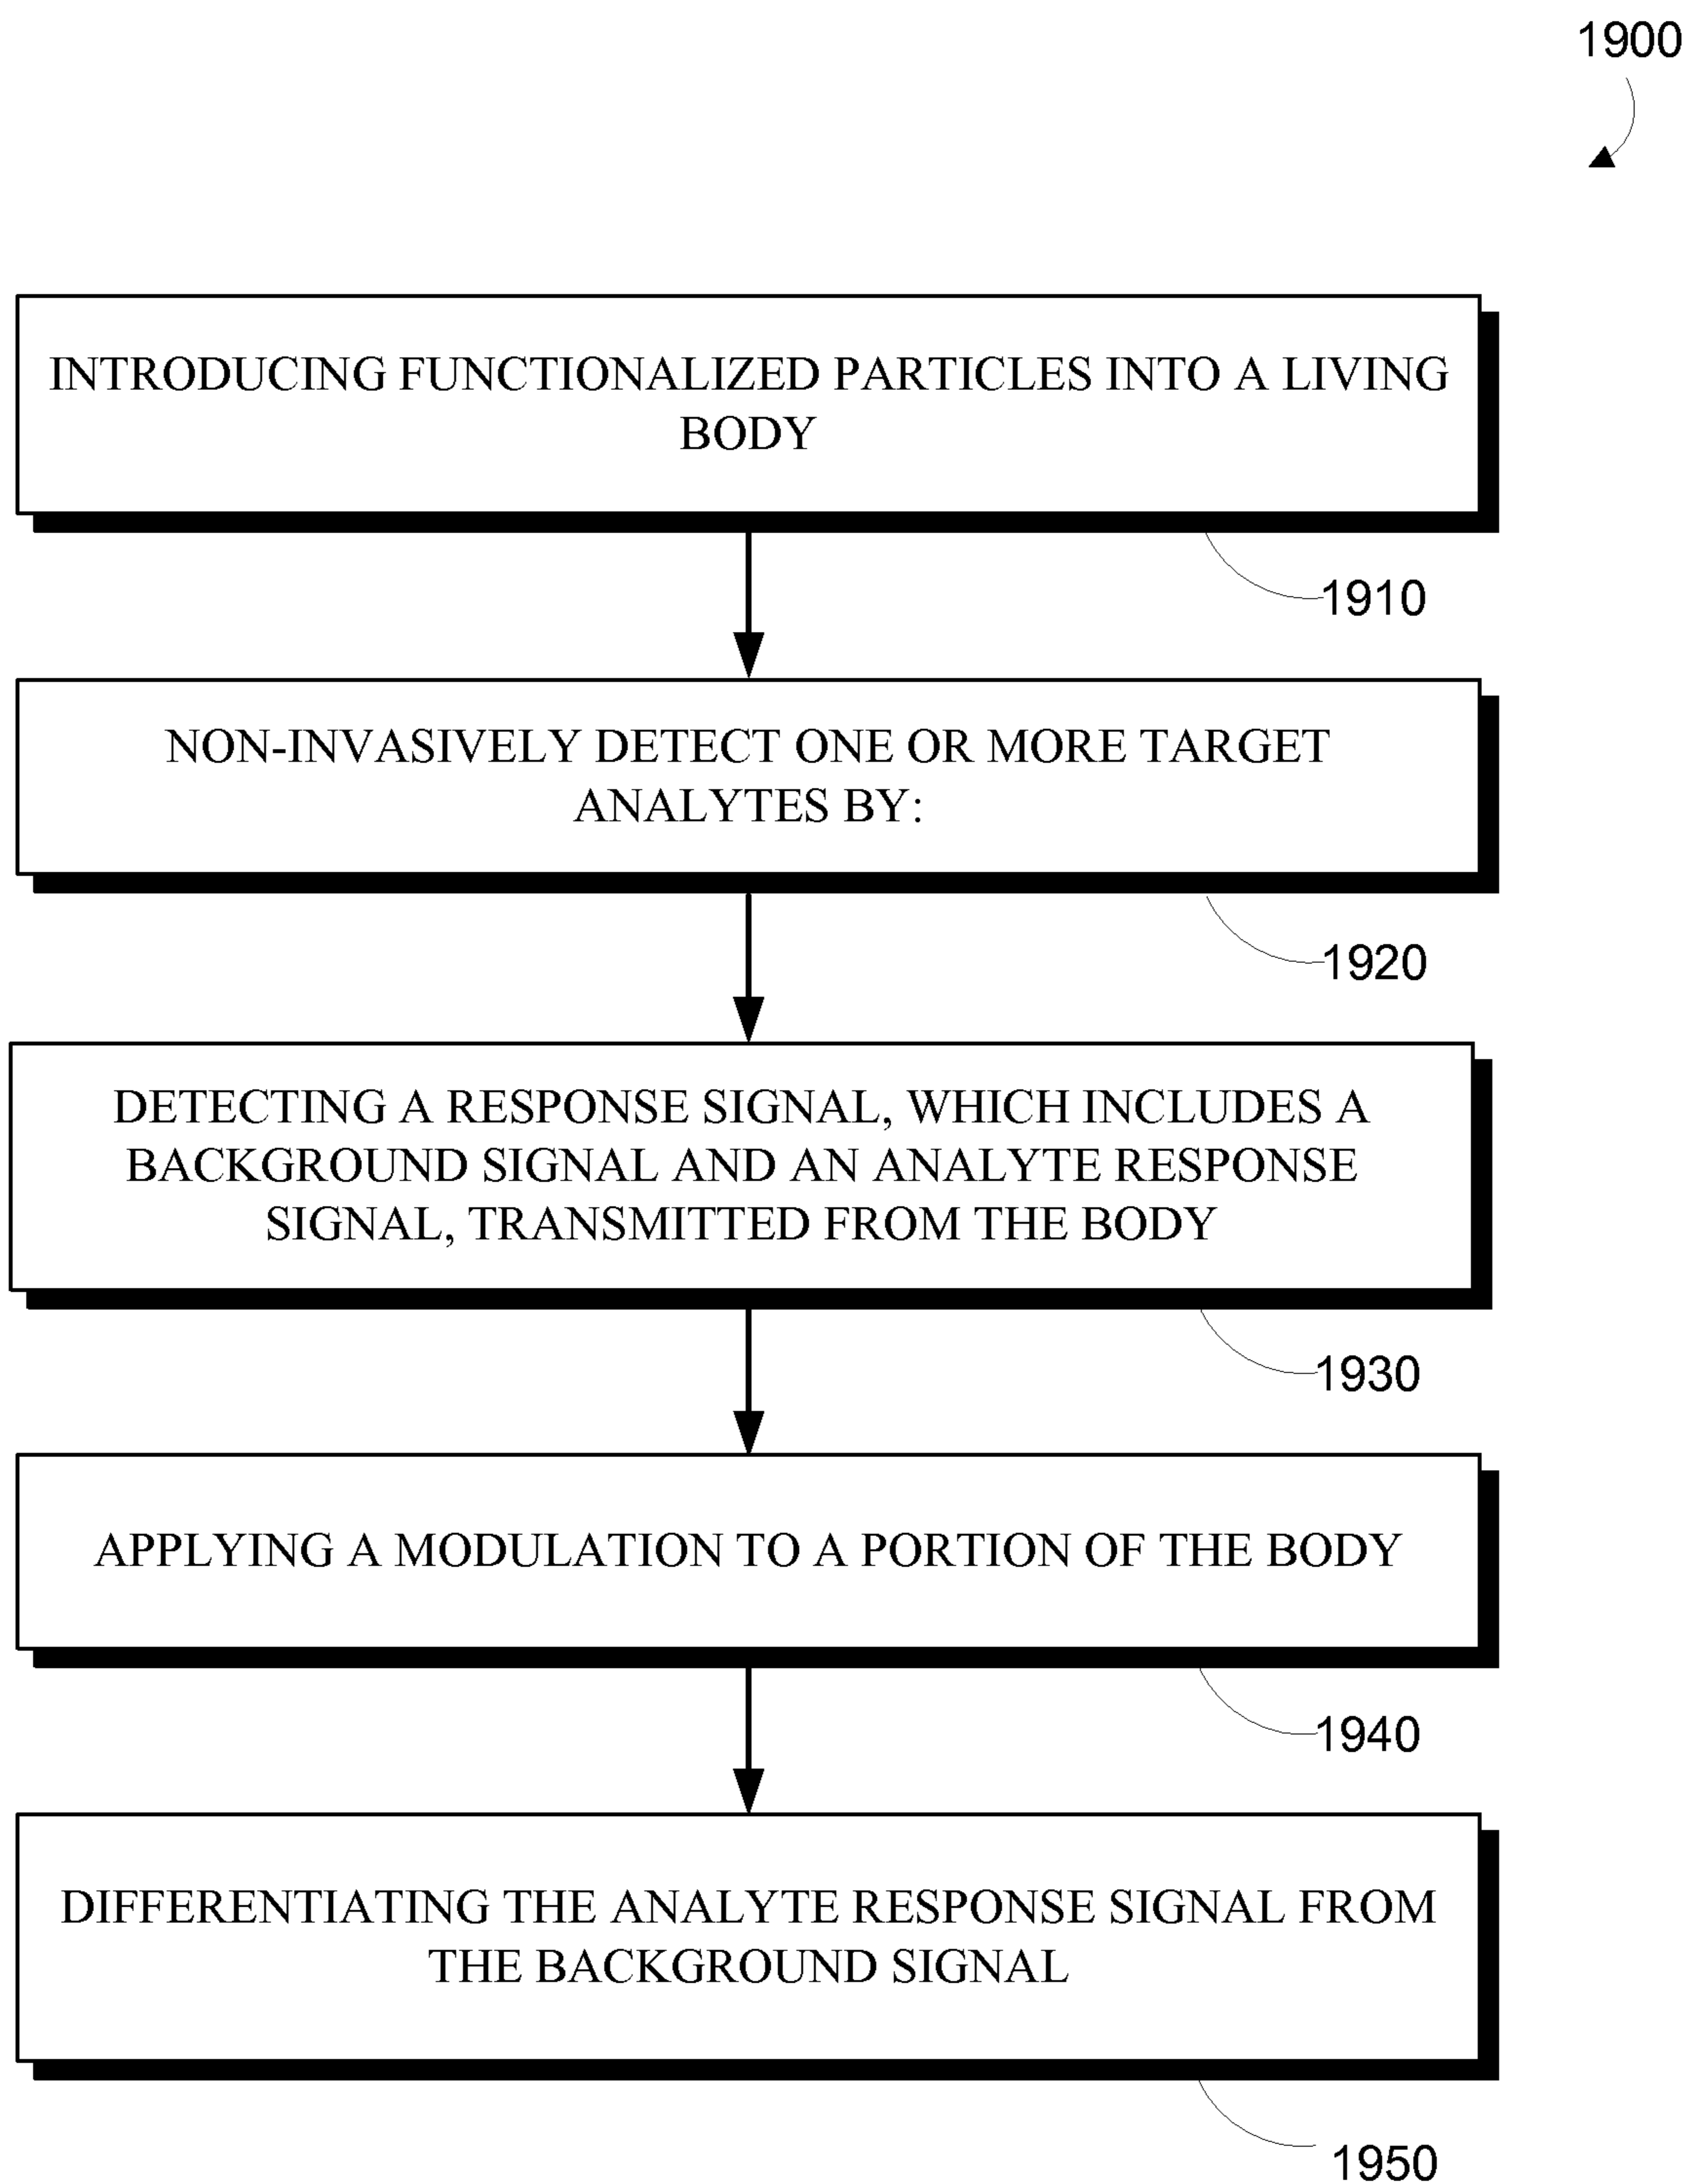 1900
INTRODUCING FUNCTIONALIZED PARTICLES INTO A LIVING
BODY
1910
NON-INVASIVELY DETECT ONE OR MORE TARGET
ANALYTES BY:
1920
DETECTING A RESPONSE SIGNAL, WHICH INCLUDES A
BACKGROUND SIGNAL AND AN ANALYTE RESPONSE
SIGNAL, TRANSMITTED FROM THE BODY
1930
APPLYING A MODULATION TO A PORTION OF THE BODY
1940
DIFFERENTIATING THE ANALYTE RESPONSE SIGNAL FROM
THE BACKGROUND SIGNAL
1950